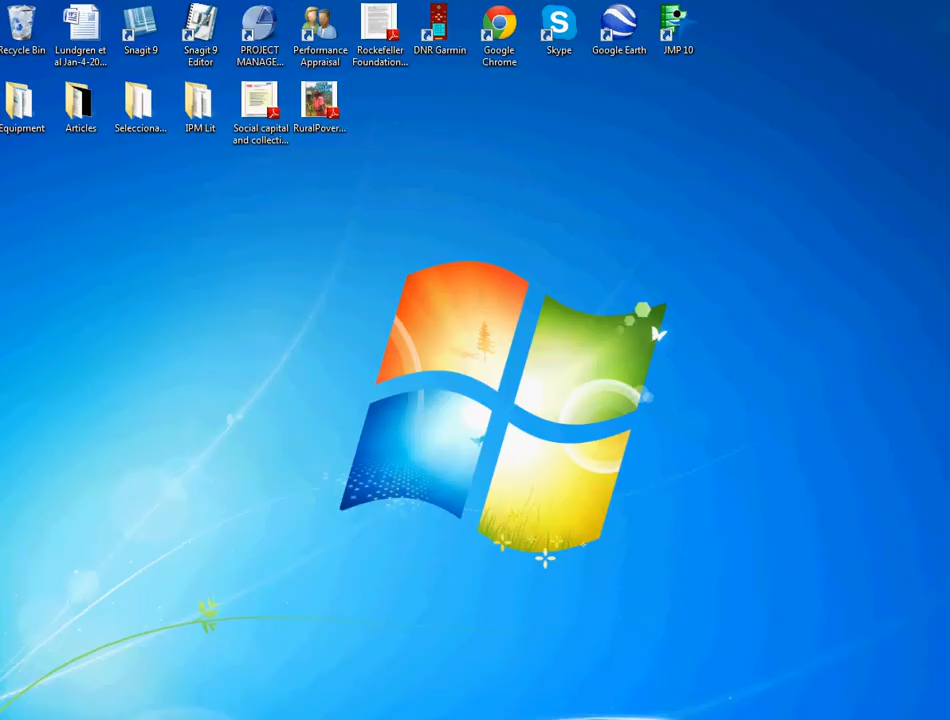 Recycle Bin
Lundgren et
al Jan-4-20...
Snagit 9
Snagit 9
Editor
PROJECT
MANAGE...
Performance
Appraisal
Rockefeller
Foundation...
DNR Garmin
Google
Chrome
Skype
Google Earth
JMP 10
Equipment
Articles
Selecciona...
IPM Lit
Social capital
and collecti...
RuralPover...